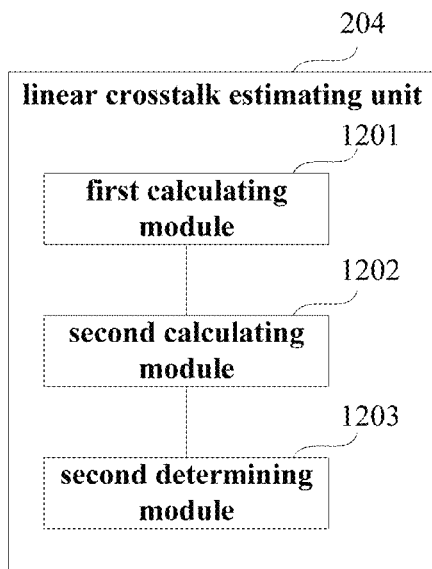 204
linear crosstalk estimating unit
1201
first calculating
module
1202
second calculating
module
1203
second determining
module